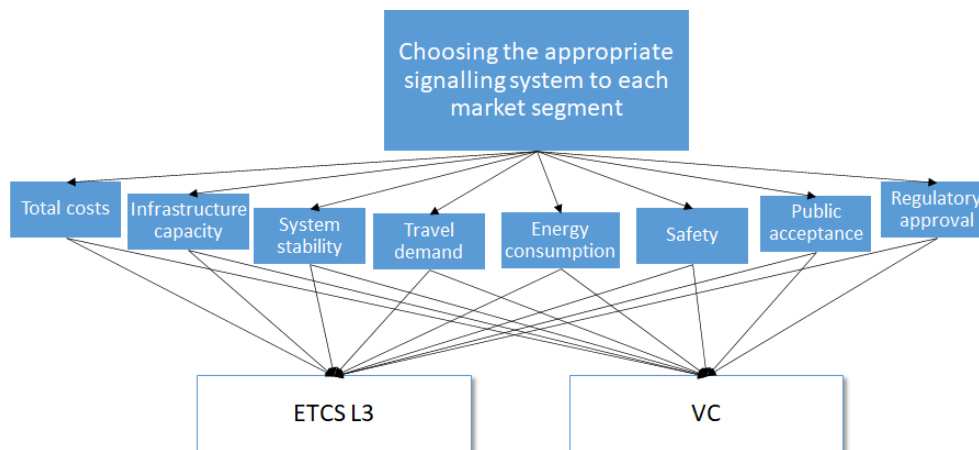 Choosing the appropriate
signalling system to each
market segment
Total costs
Infrastructure
capacity
System
stability
Travel
demand
Energy
consumption
Safety
Public
acceptance
Regulatory
approval
ETCS L3
VC